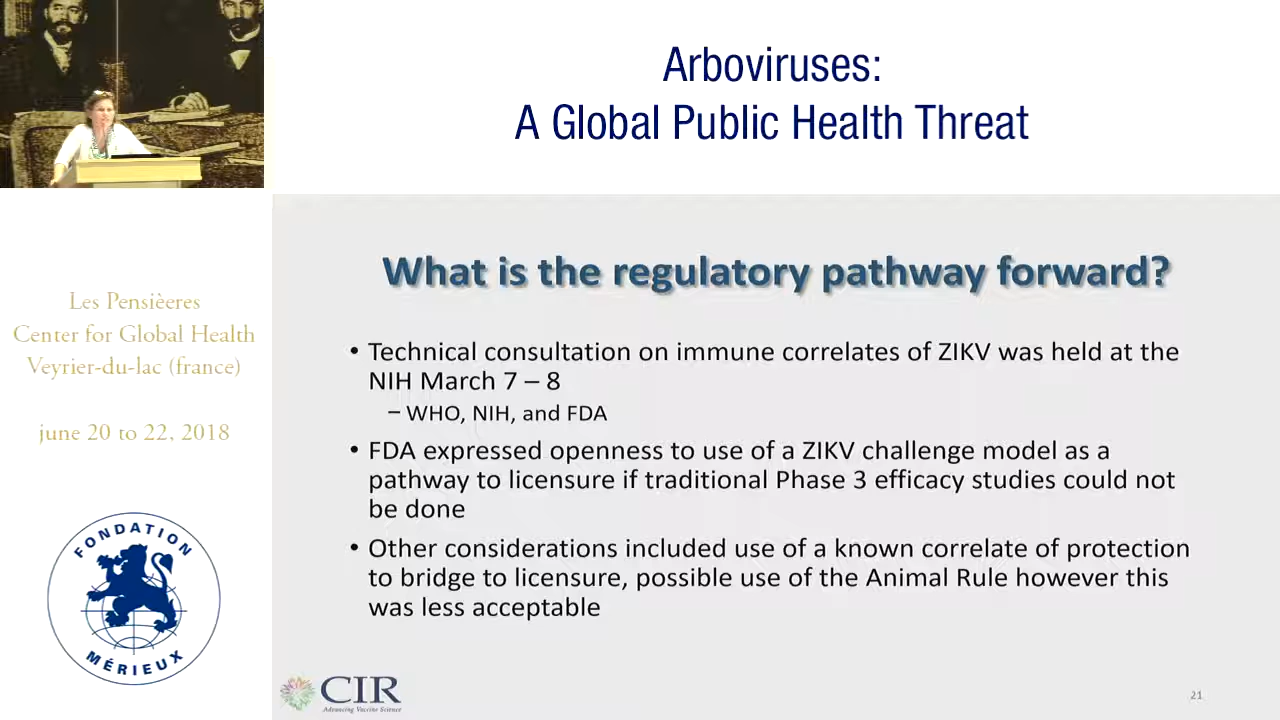 Arboviruses:
A Global Public Health Threat
Les Pensièeres
Center for Global Health
Veyrier-du-lac (france)
june 20 to 22, 2018
FONDATION
MÉRIEUX
What is the regulatory pathway forward?
• Technical consultation on immune correlates of ZIKV was held at the
NIH March 7 – 8
– WHO, NIH, and FDA
• FDA expressed openness to use of a ZIKV challenge model as a
pathway to licensure if traditional Phase 3 efficacy studies could not
be done
• Other considerations included use of a known correlate of protection
to bridge to licensure, possible use of the Animal Rule however this
was less acceptable
CIR
Advancing Vaccine Science
21